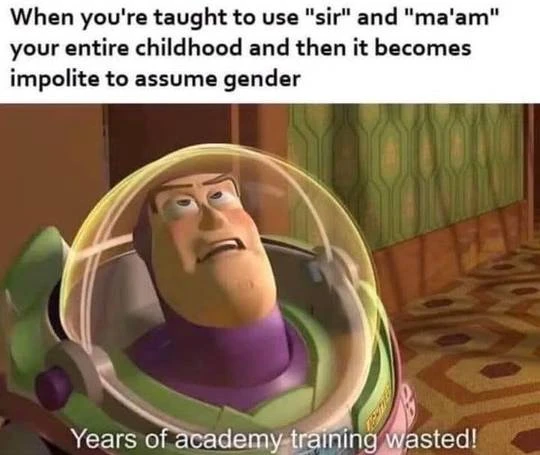 When you're taught to use "sir" and "ma'am"
your entire childhood and then it becomes
impolite to assume gender
Years of academy training wasted!